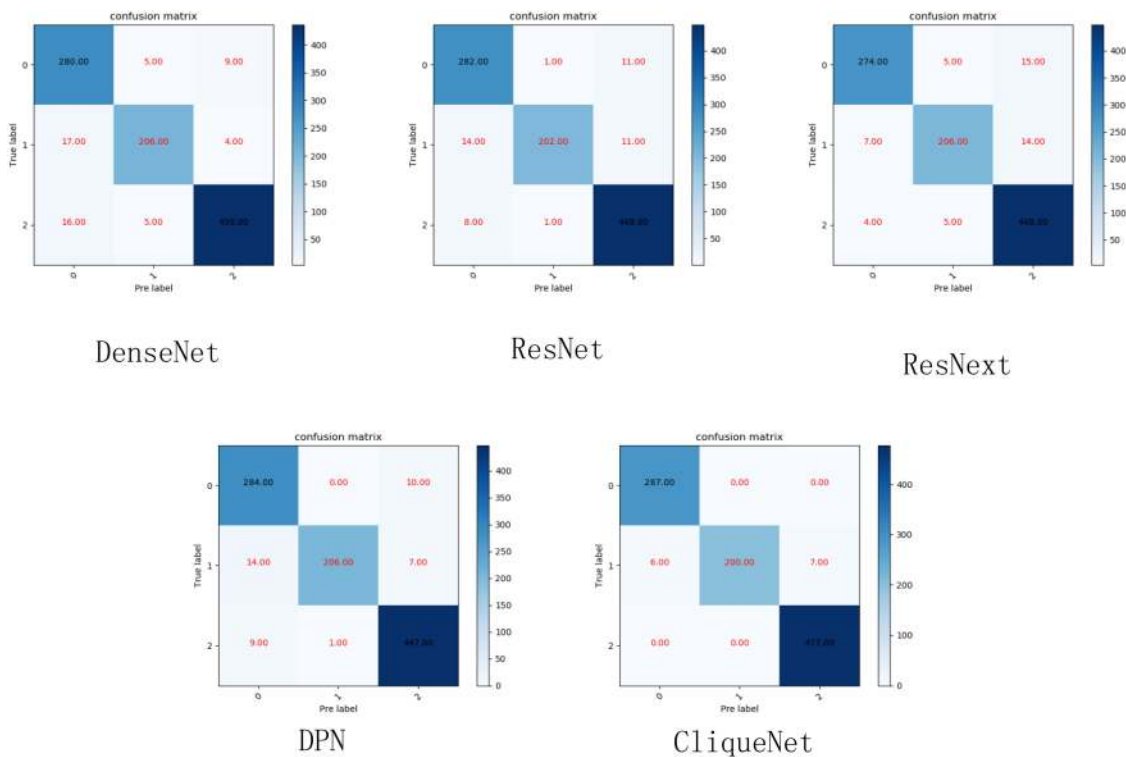 confusion matrix
400
350
300
250
200
150
100
50
0
280.00 5.00 9.00
1
17.00 206.00 4.00
2
16.00 5.00 436.00
0 1 2
True label
Pre label
DenseNet
confusion matrix
400
350
300
250
200
150
100
50
0
282.00 1.00 11.00
1
14.00 202.00 11.00
2
8.00 1.00 448.00
0 1 2
True label
Pre label
ResNet
confusion matrix
400
350
300
250
200
150
100
50
0
274.00 5.00 15.00
1
7.00 206.00 14.00
2
4.00 5.00 448.00
0 1 2
True label
Pre label
ResNext
confusion matrix
400
350
300
250
200
150
100
50
0
0
284.00 0.00 10.00
1
14.00 206.00 7.00
2
9.00 1.00 447.00
0 1 2
True label
Pre label
DPN
confusion matrix
400
300
200
100
0
0
287.00 0.00 0.00
1
6.00 200.00 7.00
2
0.00 0.00 477.00
0 1 2
True label
Pre label
CliqueNet